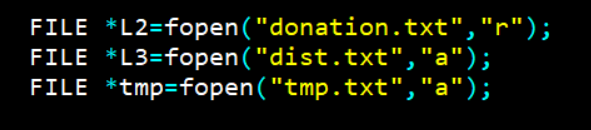 FILE *L2=fopen("donation.txt","r");
FILE *L3=fopen("dist.txt","a");
FILE *tmp=fopen("tmp.txt","a");